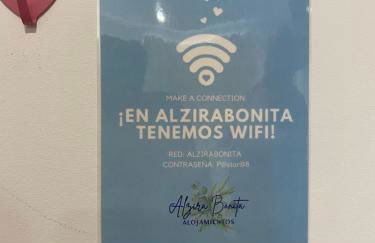 MAKE A CONNECTION
¡EN ALZIRABONITA
TENEMOS WIFI!
RED: ALZIRABONITA
CONTRASEÑA:
Alzira Bonita
ALOJAMIENTOS